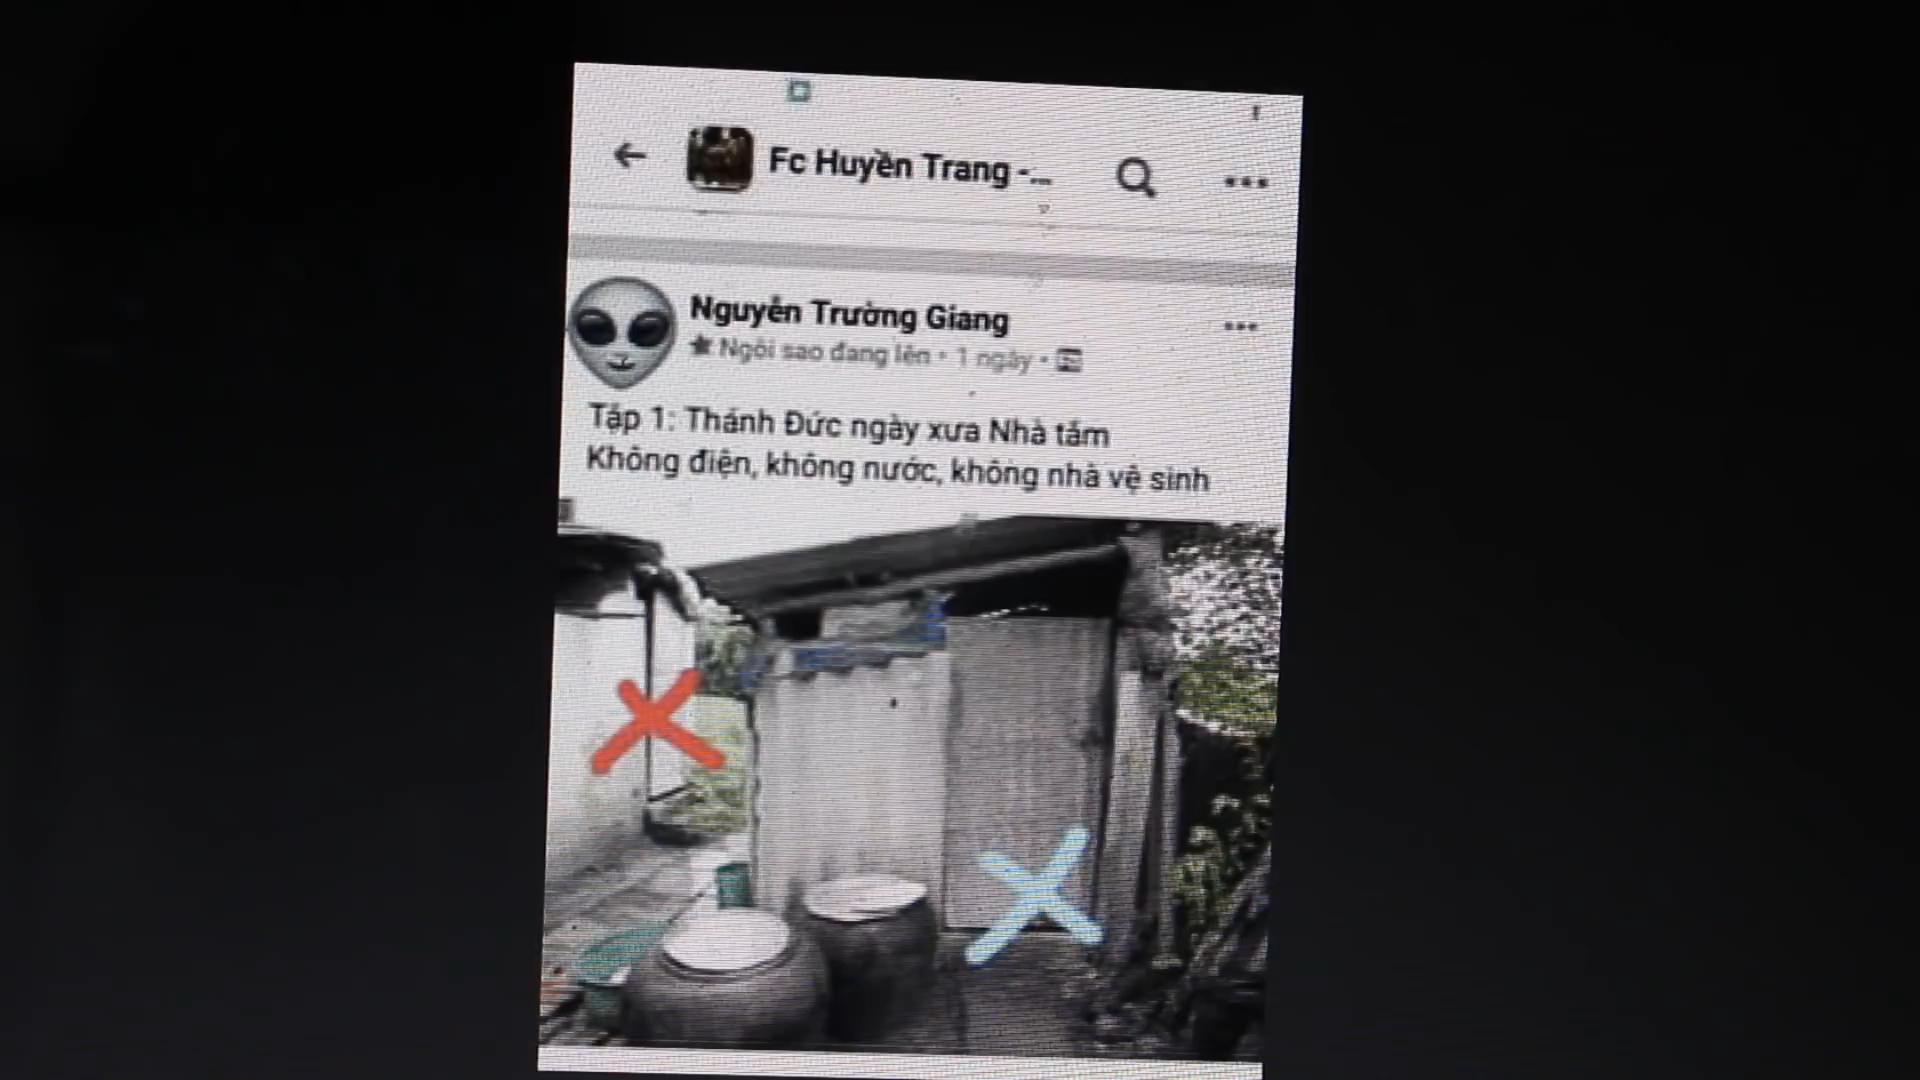 Fc Huyền Trang -...
Nguyễn Trường Giang
Ngôi sao đang lên • 1 ngày •
Tập 1: Thánh Đức ngày xưa Nhà tắm
Không điện, không nước, không nhà vệ sinh